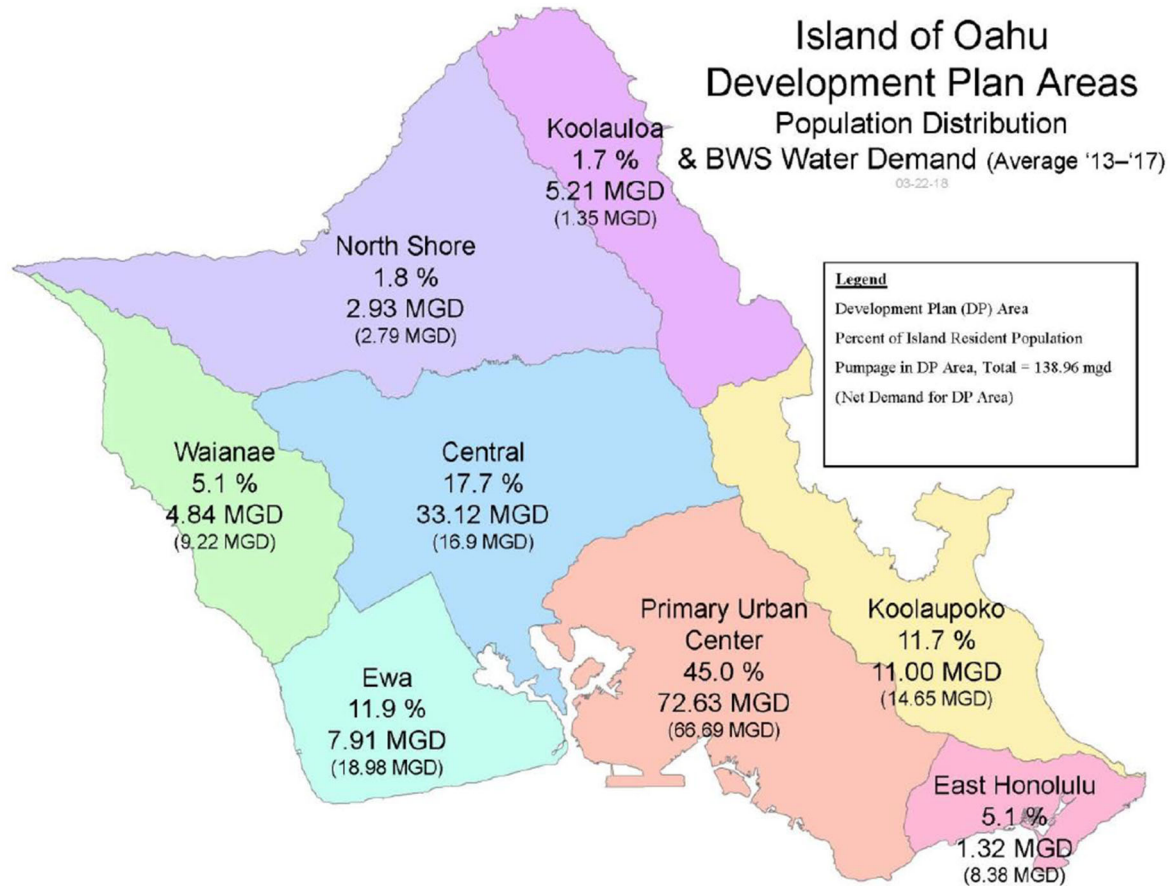 Island of Oahu
Development Plan Areas
Population Distribution
& BWS Water Demand (Average '13–'17)
03-22-18
Koolauloa
1.7 %
5.21 MGD
(1.35 MGD)
North Shore
1.8 %
2.93 MGD
(2.79 MGD)
Legend
Development Plan (DP) Area
Percent of Island Resident Population
Pumpage in DP Area, Total = 138.96 mgd
(Net Demand for DP Area)
Waianae
5.1 %
4.84 MGD
(9.22 MGD)
Central
17.7 %
33.12 MGD
(16.9 MGD)
Primary Urban
Center
45.0 %
72.63 MGD
(66.69 MGD)
Koolaupoko
11.7 %
11.00 MGD
(14.65 MGD)
Ewa
11.9 %
7.91 MGD
(18.98 MGD)
East Honolulu
5.1 %
1.32 MGD
(8.38 MGD)